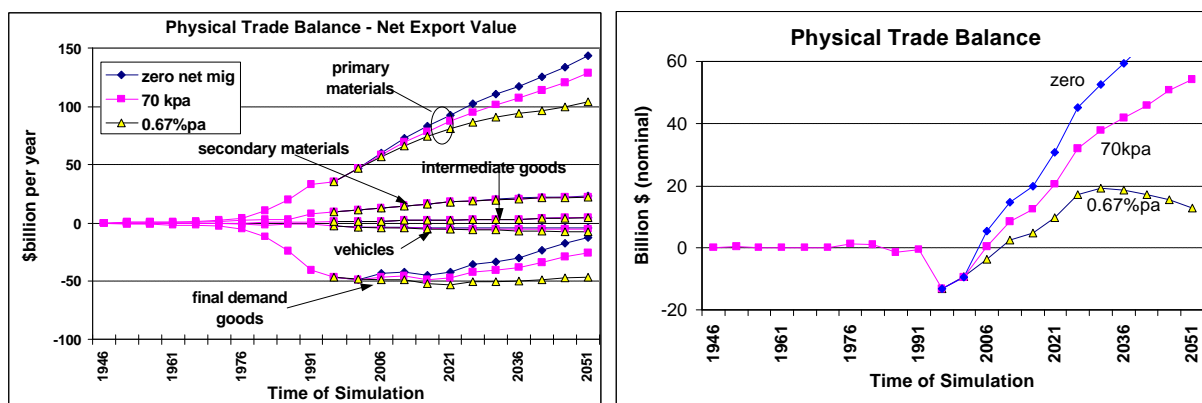 Physical Trade Balance - Net Export Value
$billion per year
150
100
50
0
-50
-100
zero net mig
70 kpa
0.67%pa
primary
materials
secondary materials
intermediate goods
vehicles
final demand
goods
1946
1961
1976
1991
2006
2021
2036
2051
Time of Simulation
Physical Trade Balance
Billion $ (nominal)
60
40
20
0
-20
zero
70kpa
0.67%pa
1946
1961
1976
1991
2006
2021
2036
2051
Time of Simulation